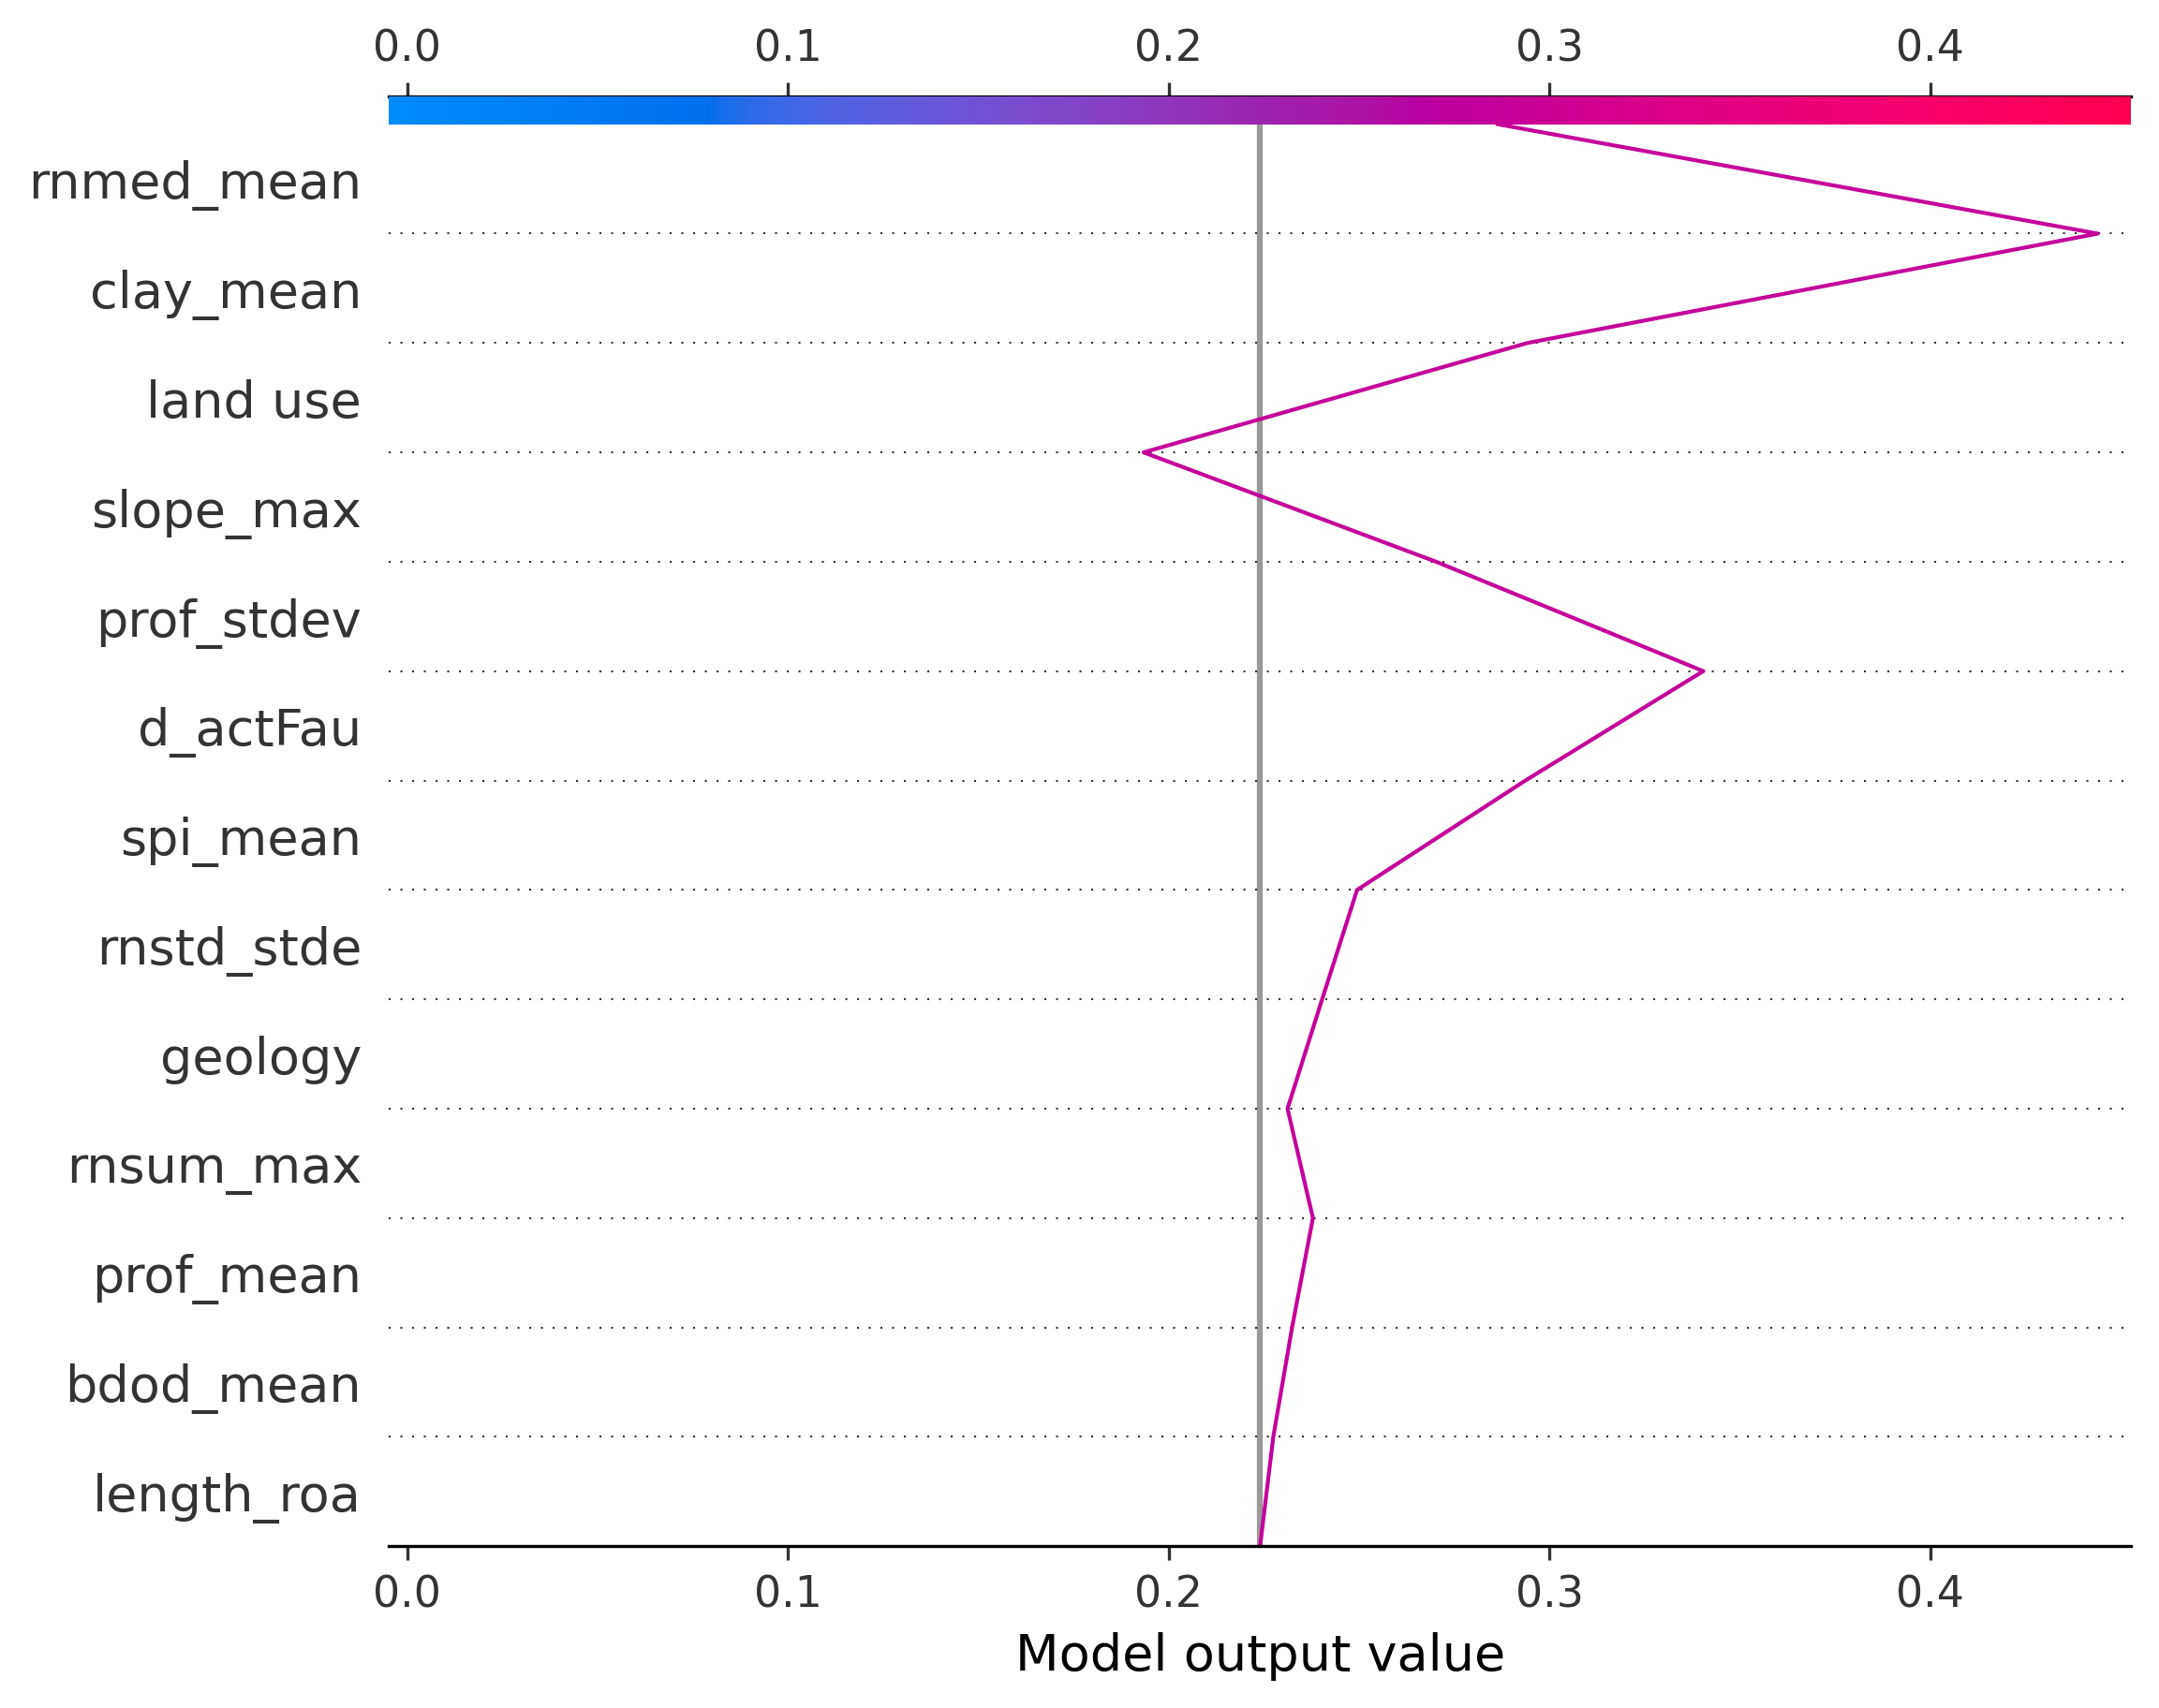 0.0 0.1 0.2 0.3 0.4
rnmed_mean
clay_mean
land use
slope_max
prof_stdev
d_actFau
spi_mean
rnstd_stde
geology
rnsum_max
prof_mean
bdod_mean
length_roa
0.0 0.1 0.2 0.3 0.4
Model output value